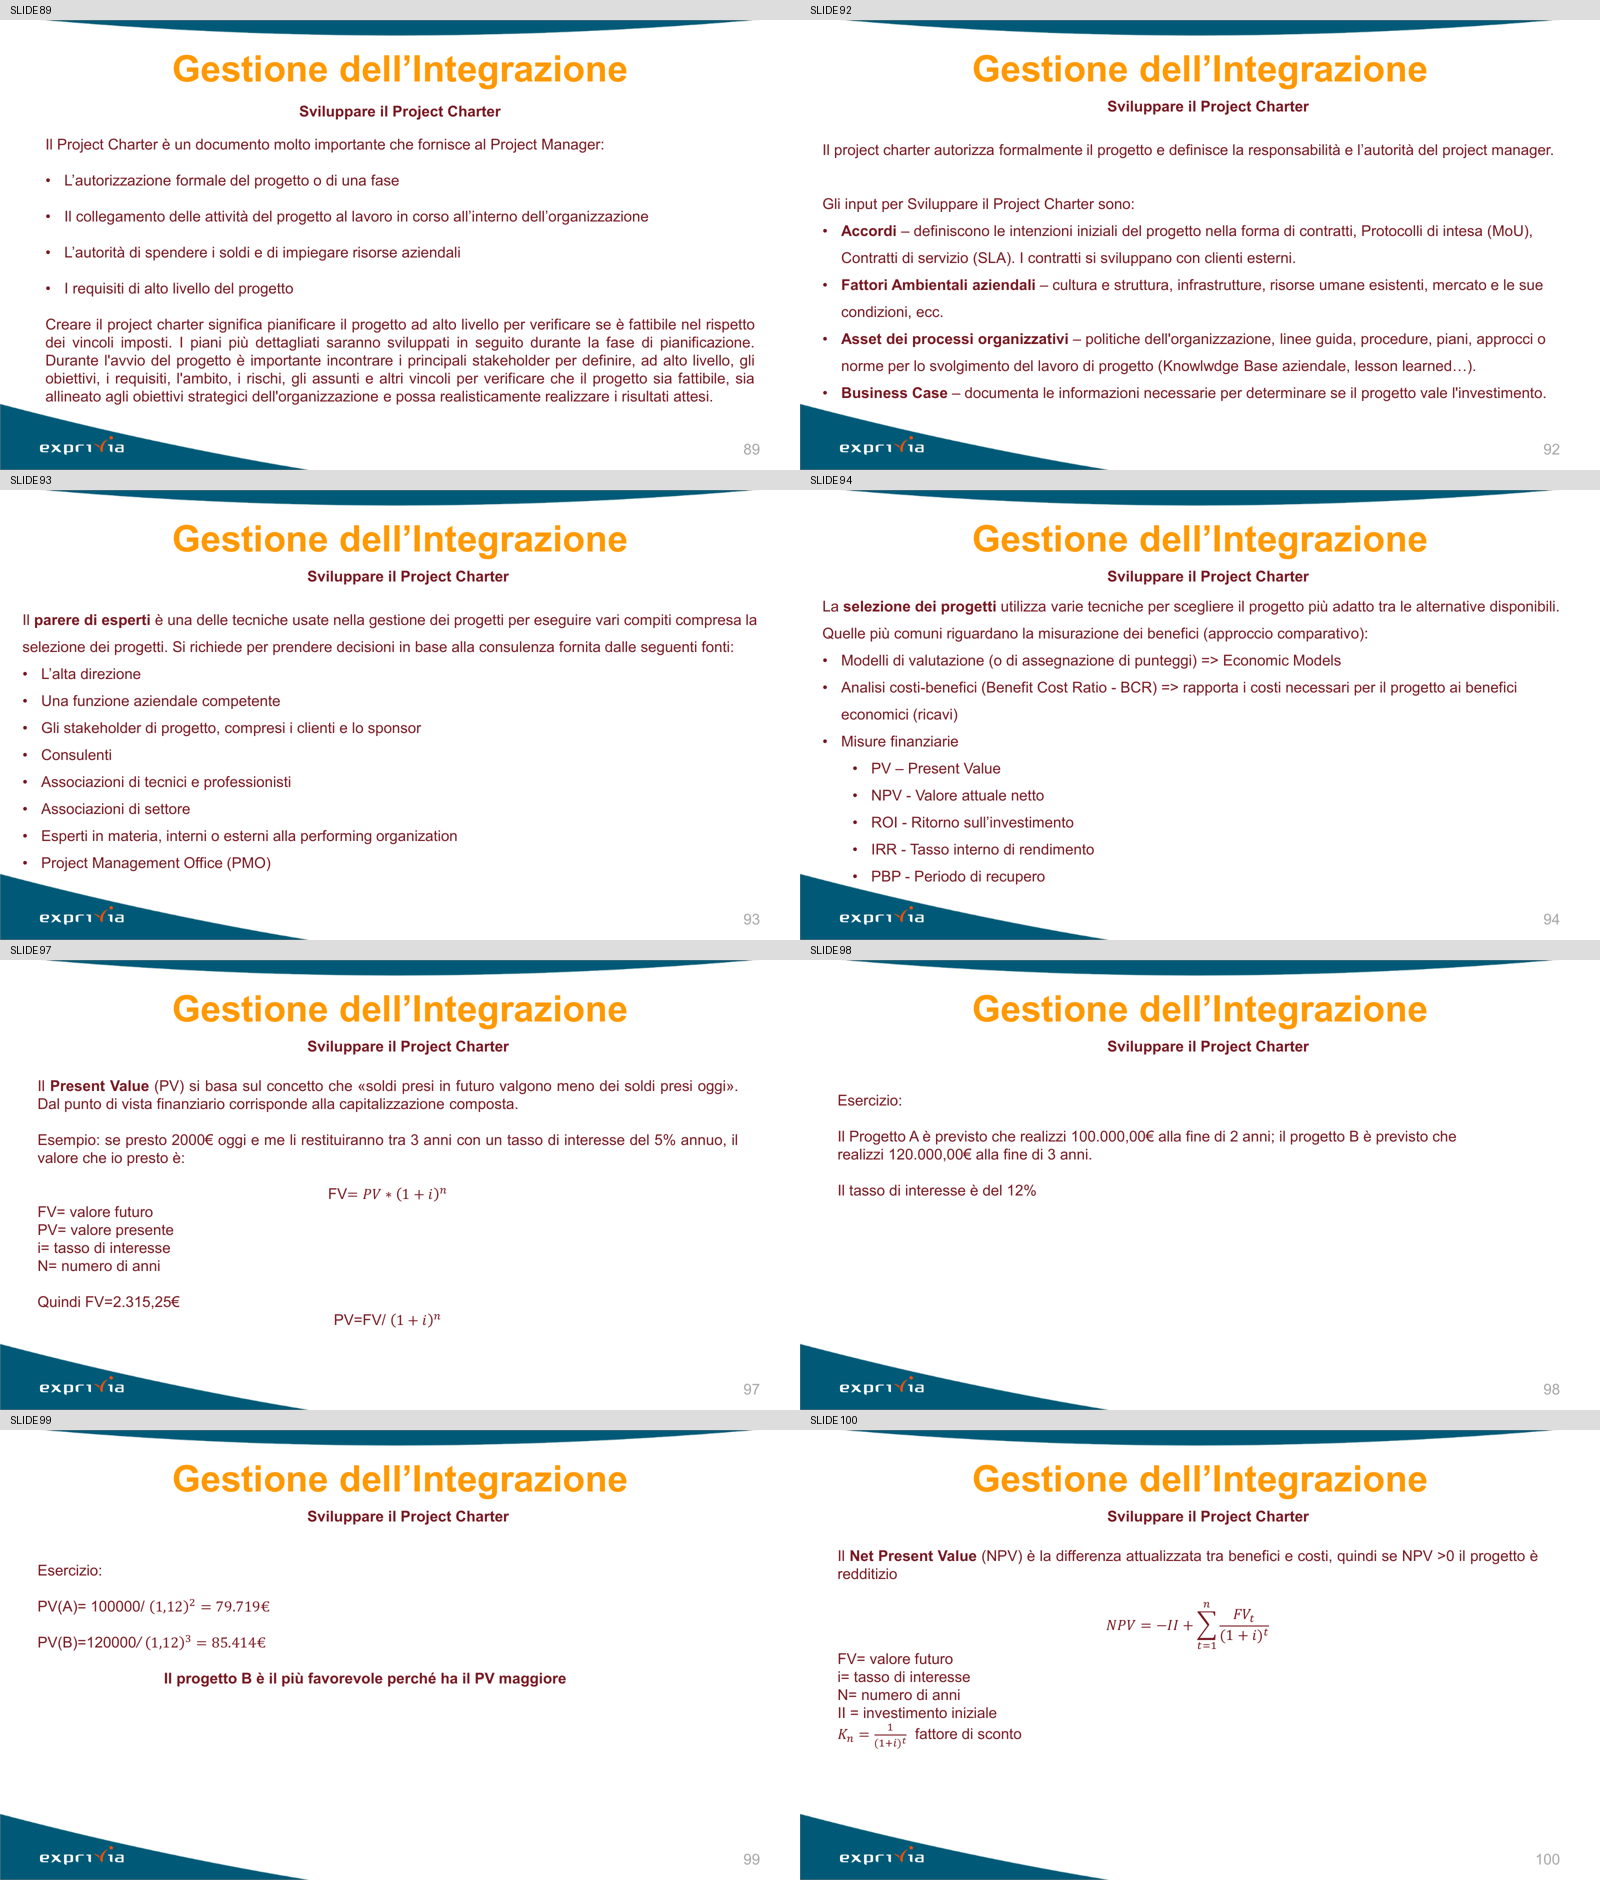 SLIDE89
Gestione dell’Integrazione
Sviluppare il Project Charter
Il Project Charter è un documento molto importante che fornisce al Project Manager:
• L’autorizzazione formale del progetto o di una fase
• Il collegamento delle attività del progetto al lavoro in corso all’interno dell’organizzazione
• L’autorità di spendere i soldi e di impiegare risorse aziendali
• I requisiti di alto livello del progetto
Creare il project charter significa pianificare il progetto ad alto livello per verificare se è fattibile nel rispetto
dei vincoli imposti. I piani più dettagliati saranno sviluppati in seguito durante la fase di pianificazione.
Durante l'avvio del progetto è importante incontrare i principali stakeholder per definire, ad alto livello, gli
obiettivi, i requisiti, l'ambito, i rischi, gli assunti e altri vincoli per verificare che il progetto sia fattibile, sia
allineato agli obiettivi strategici dell'organizzazione e possa realisticamente realizzare i risultati attesi.
exprivia
89
SLIDE92
Gestione dell’Integrazione
Sviluppare il Project Charter
Il project charter autorizza formalmente il progetto e definisce la responsabilità e l’autorità del project manager.
Gli input per Sviluppare il Project Charter sono:
• Accordi – definiscono le intenzioni iniziali del progetto nella forma di contratti, Protocolli di intesa (MoU),
Contratti di servizio (SLA). I contratti si sviluppano con clienti esterni.
• Fattori Ambientali aziendali – cultura e struttura, infrastrutture, risorse umane esistenti, mercato e le sue
condizioni, ecc.
• Asset dei processi organizzativi – politiche dell'organizzazione, linee guida, procedure, piani, approcci o
norme per lo svolgimento del lavoro di progetto (Knowlwdge Base aziendale, lesson learned…).
• Business Case – documenta le informazioni necessarie per determinare se il progetto vale l'investimento.
exprivia
92
SLIDE93
Gestione dell’Integrazione
Sviluppare il Project Charter
Il parere di esperti è una delle tecniche usate nella gestione dei progetti per eseguire vari compiti compresa la
selezione dei progetti. Si richiede per prendere decisioni in base alla consulenza fornita dalle seguenti fonti:
• L’alta direzione
• Una funzione aziendale competente
• Gli stakeholder di progetto, compresi i clienti e lo sponsor
• Consulenti
• Associazioni di tecnici e professionisti
• Associazioni di settore
• Esperti in materia, interni o esterni alla performing organization
• Project Management Office (PMO)
exprivia
93
SLIDE94
Gestione dell’Integrazione
Sviluppare il Project Charter
La selezione dei progetti utilizza varie tecniche per scegliere il progetto più adatto tra le alternative disponibili.
Quelle più comuni riguardano la misurazione dei benefici (approccio comparativo):
• Modelli di valutazione (o di assegnazione di punteggi) => Economic Models
• Analisi costi-benefici (Benefit Cost Ratio - BCR) => rapporta i costi necessari per il progetto ai benefici
economici (ricavi)
• Misure finanziarie
• PV – Present Value
• NPV - Valore attuale netto
• ROI - Ritorno sull’investimento
• IRR - Tasso interno di rendimento
• PBP - Periodo di recupero
exprivia
94
SLIDE97
Gestione dell’Integrazione
Sviluppare il Project Charter
Il Present Value (PV) si basa sul concetto che «soldi presi in futuro valgono meno dei soldi presi oggi».
Dal punto di vista finanziario corrisponde alla capitalizzazione composta.
Esempio: se presto 2000€ oggi e me li restituiranno tra 3 anni con un tasso di interesse del 5% annuo, il
valore che io presto è:
FV= 𝑃𝑉 ∗ (1 + 𝑖)ⁿ
FV= valore futuro
PV= valore presente
i= tasso di interesse
N= numero di anni
Quindi FV=2.315,25€
PV=FV/ (1 + 𝑖)ⁿ
exprivia
97
SLIDE98
Gestione dell’Integrazione
Sviluppare il Project Charter
Esercizio:
Il Progetto A è previsto che realizzi 100.000,00€ alla fine di 2 anni; il progetto B è previsto che
realizzi 120.000,00€ alla fine di 3 anni.
Il tasso di interesse è del 12%
exprivia
98
SLIDE99
Gestione dell’Integrazione
Sviluppare il Project Charter
Esercizio:
PV(A)= 100000/ (1,12)² = 79.719€
PV(B)=120000/ (1,12)³ = 85.414€
Il progetto B è il più favorevole perché ha il PV maggiore
exprivia
99
SLIDE100
Gestione dell’Integrazione
Sviluppare il Project Charter
Il Net Present Value (NPV) è la differenza attualizzata tra benefici e costi, quindi se NPV >0 il progetto è
redditizio
NPV = −II + ∑ₜ₌₁ⁿ FVₜ/(1 + i)ᵗ
FV= valore futuro
i= tasso di interesse
N= numero di anni
II = investimento iniziale
Kₙ = 1/(1+i)ᵗ fattore di sconto
exprivia
100